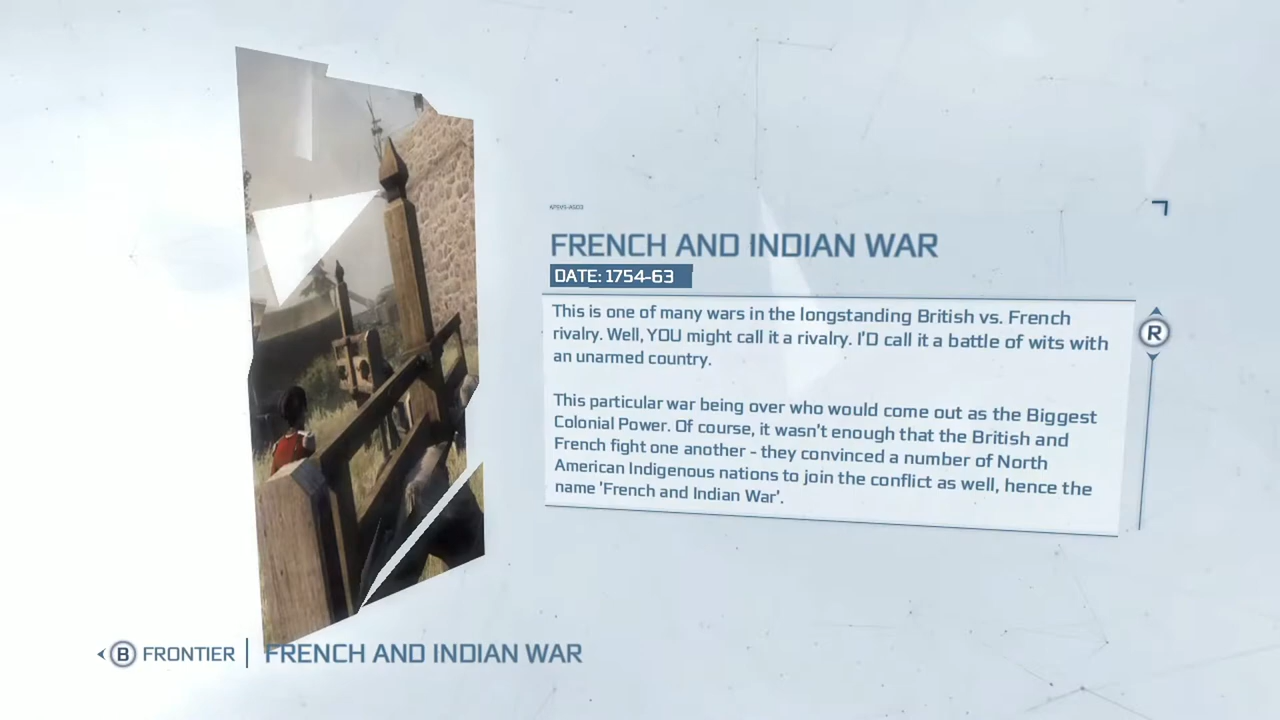 FRENCH AND INDIAN WAR
DATE: 1754-63
This is one of many wars in the longstanding British vs. French
rivalry. Well, YOU might call it a rivalry. I'D call it a battle of wits with
an unarmed country.
This particular war being over who would come out as the Biggest
Colonial Power. Of course, it wasn't enough that the British and
French fight one another - they convinced a number of North
American Indigenous nations to join the conflict as well, hence the
name 'French and Indian War'.
R
B FRONTIER FRENCH AND INDIAN WAR